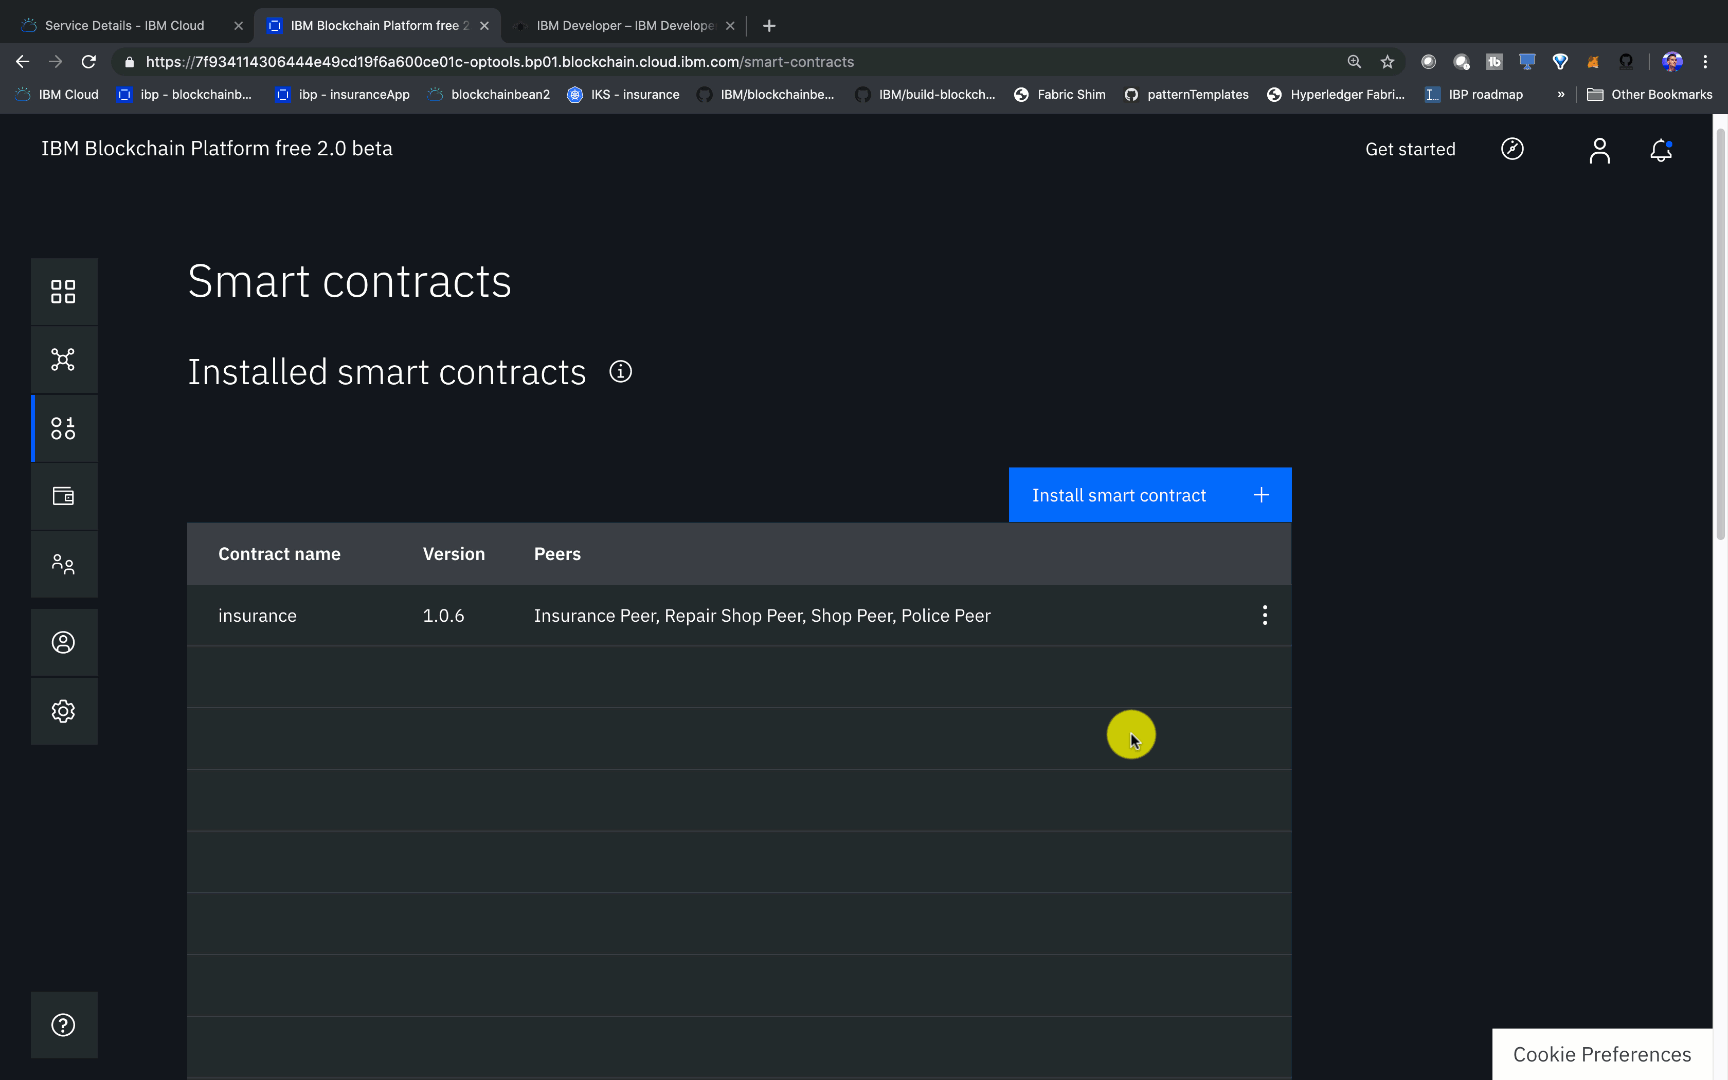 Service Details - IBM Cloud
IBM Blockchain Platform free 2
IBM Developer – IBM Develope
https://7f934114306444e49cd19f6a600ce01c-optools.bp01.blockchain.cloud.ibm.com/smart-contracts
IBM Cloud
ibp - blockchainb...
ibp - insuranceApp
blockchainbean2
IKS - insurance
IBM/blockchainbe...
IBM/build-blockch...
Fabric Shim
patternTemplates
Hyperledger Fabri...
IBP roadmap
»
Other Bookmarks
IBM Blockchain Platform free 2.0 beta
Get started
Smart contracts
Installed smart contracts
Install smart contract +
Contract name Version Peers
insurance 1.0.6 Insurance Peer, Repair Shop Peer, Shop Peer, Police Peer
Cookie Preferences